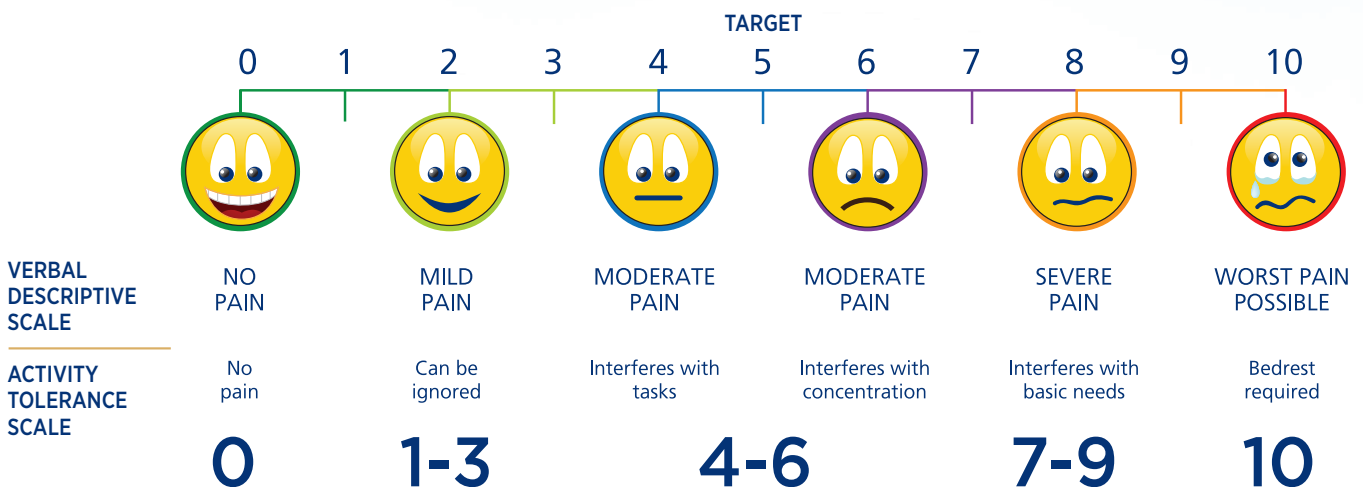 TARGET
0 1 2 3 4 5 6 7 8 9 10
VERBAL
DESCRIPTIVE
SCALE
NO
PAIN
MILD
PAIN
MODERATE
PAIN
MODERATE
PAIN
SEVERE
PAIN
WORST PAIN
POSSIBLE
ACTIVITY
TOLERANCE
SCALE
No
pain
Can be
ignored
Interferes with
tasks
Interferes with
concentration
Interferes with
basic needs
Bedrest
required
0 1-3 4-6 7-9 10